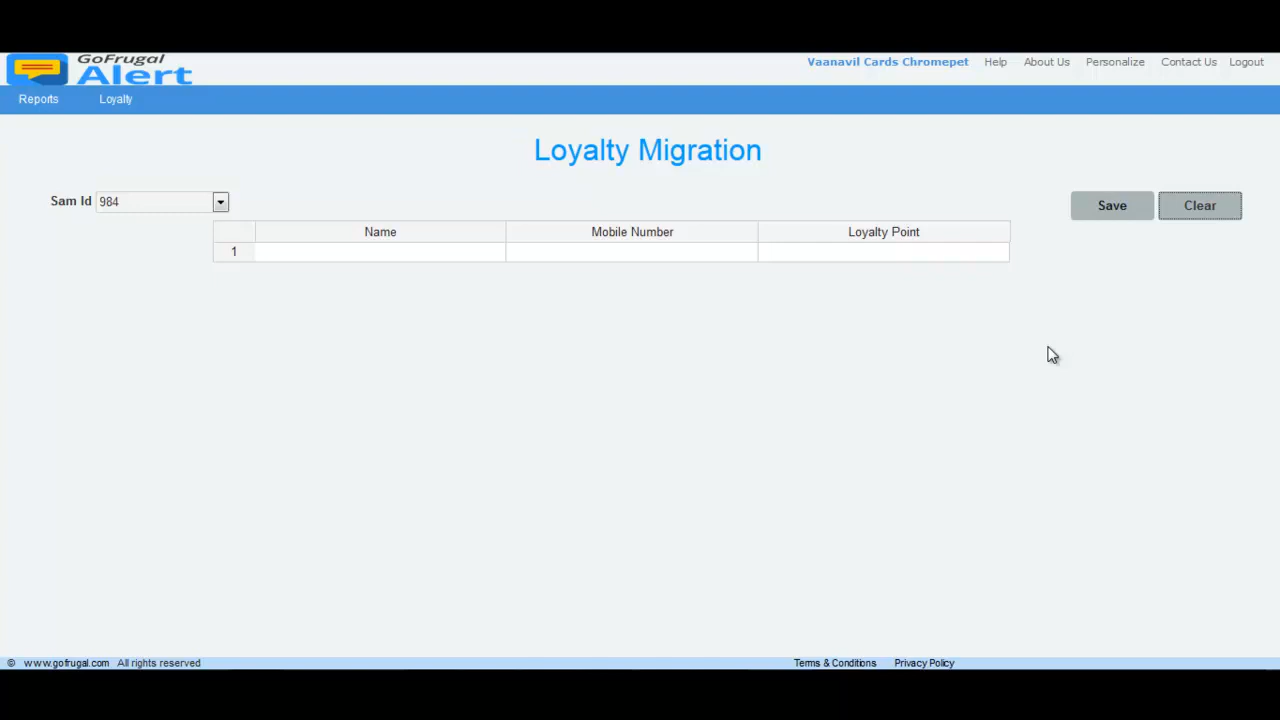 GoFrugal
Alert
Vaanavil Cards Chromepet Help About Us Personalize Contact Us Logout
Reports Loyalty
Loyalty Migration
Sam Id 984
Save Clear
Name Mobile Number Loyalty Point
1
© www.gofrugal.com All rights reserved Terms & Conditions Privacy Policy